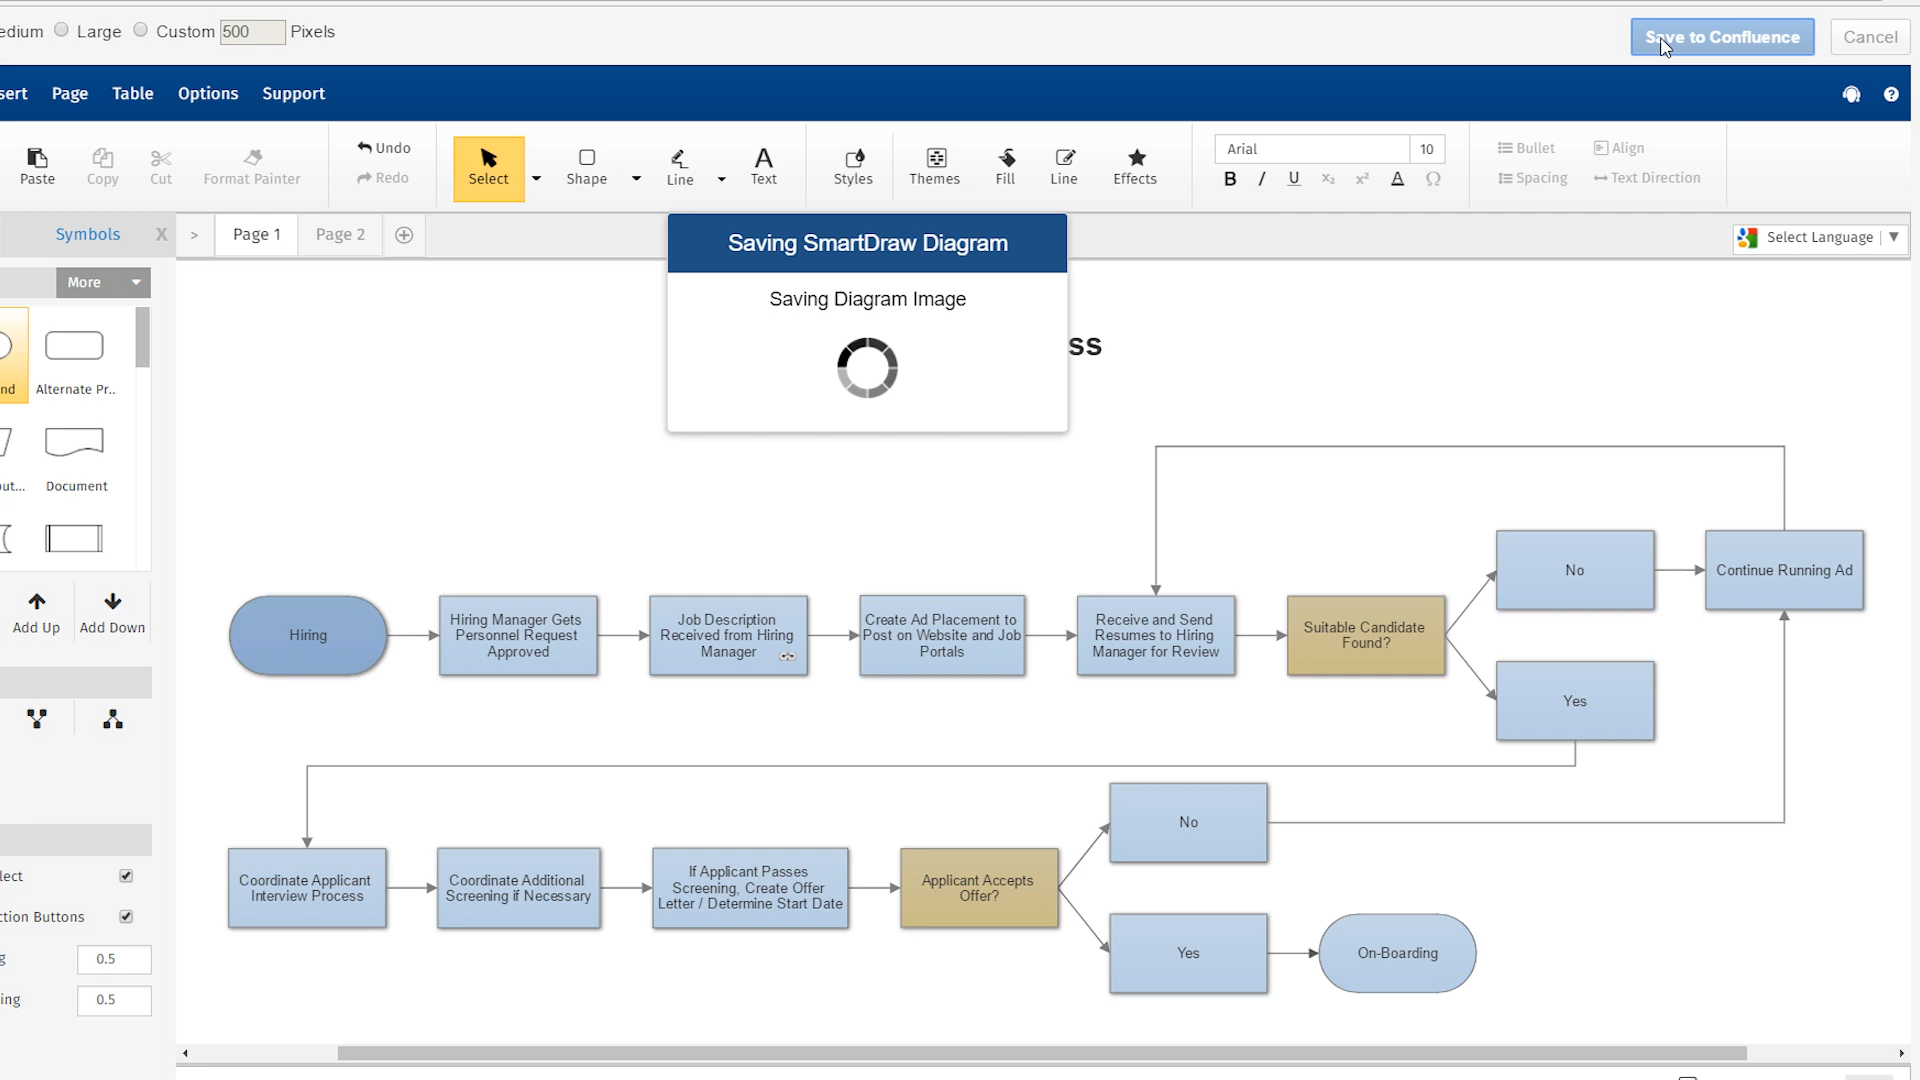 edium Large Custom 500 Pixels
Save to Confluence Cancel
sert Page Table Options Support
Paste Copy Cut Format Painter
Undo
Redo
Select Shape Line Text Styles Themes Fill Line Effects
Arial 10
B I U x₂ x² A Ω
Bullet Align
Spacing Text Direction
Symbols X > Page 1 Page 2
Select Language ▼
More
nd Alternate Pr..
out... Document
Add Up Add Down
lect
ction Buttons
g 0.5
ing 0.5
Saving SmartDraw Diagram
Saving Diagram Image
ss
Hiring
Hiring Manager Gets
Personnel Request
Approved
Job Description
Received from Hiring
Manager
Create Ad Placement to
Post on Website and Job
Portals
Receive and Send
Resumes to Hiring
Manager for Review
Suitable Candidate
Found?
No
Continue Running Ad
Yes
Coordinate Applicant
Interview Process
Coordinate Additional
Screening if Necessary
If Applicant Passes
Screening, Create Offer
Letter / Determine Start Date
Applicant Accepts
Offer?
No
Yes
On-Boarding